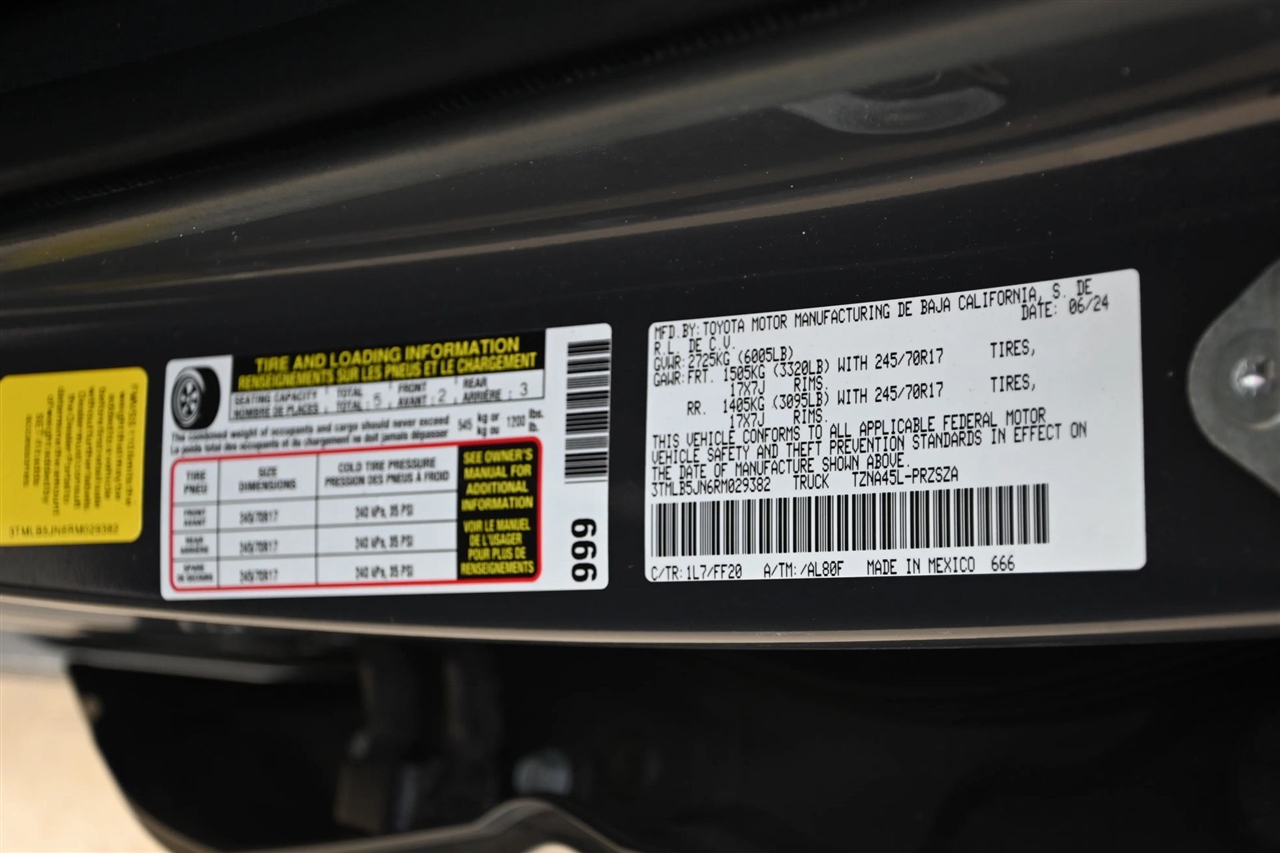 MFD.BY: TOYOTA MOTOR MANUFACTURING DE BAJA CALIFORNIA, S. DE
R.L. DE C.V. DATE: 06/24
GVWR: 2725KG (6005LB)
GAWR: FRT. 1505KG (3320LB) WITH 245/70R17 TIRES,
17X7J RIMS.
RR. 1405KG (3095LB) WITH 245/70R17 TIRES,
17X7J RIMS.
THIS VEHICLE CONFORMS TO ALL APPLICABLE FEDERAL MOTOR
VEHICLE SAFETY AND THEFT PREVENTION STANDARDS IN EFFECT ON
THE DATE OF MANUFACTURE SHOWN ABOVE.
3TMLB5JN6RM029382 TRUCK TZNA45L-PRZSZA
C/TR: 1L7/FF20 A/TM: /AL80F MADE IN MEXICO 666
TIRE AND LOADING INFORMATION
RENSEIGNEMENTS SUR LES PNEUS ET LE CHARGEMENT
SEATING CAPACITY TOTAL FRONT REAR
NOMBRE DE PLACES TOTAL : 5 AVANT : 2 ARRIÈRE : 3
The combined weight of occupants and cargo should never exceed 545 kg or 1200 lbs.
Le poids total des occupants et du chargement ne doit jamais dépasser kg ou lb.
TIRE SIZE COLD TIRE PRESSURE
PNEU DIMENSIONS PRESSION DES PNEUS À FROID
FRONT
AVANT 245/70R17 240 kPa, 35 PSI
REAR
ARRIÈRE 245/70R17 240 kPa, 35 PSI
SPARE
DE SECOURS 245/70R17 240 kPa, 35 PSI
SEE OWNER'S
MANUAL FOR
ADDITIONAL
INFORMATION
VOIR LE MANUEL
DE L'USAGER
POUR PLUS DE
RENSEIGNEMENTS
666
3TMLB5JN6RM029382